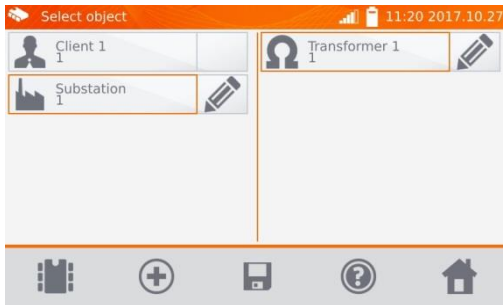 Select object
11:20 2017.10.27
Client 1
1
Substation
1
Transformer 1
1